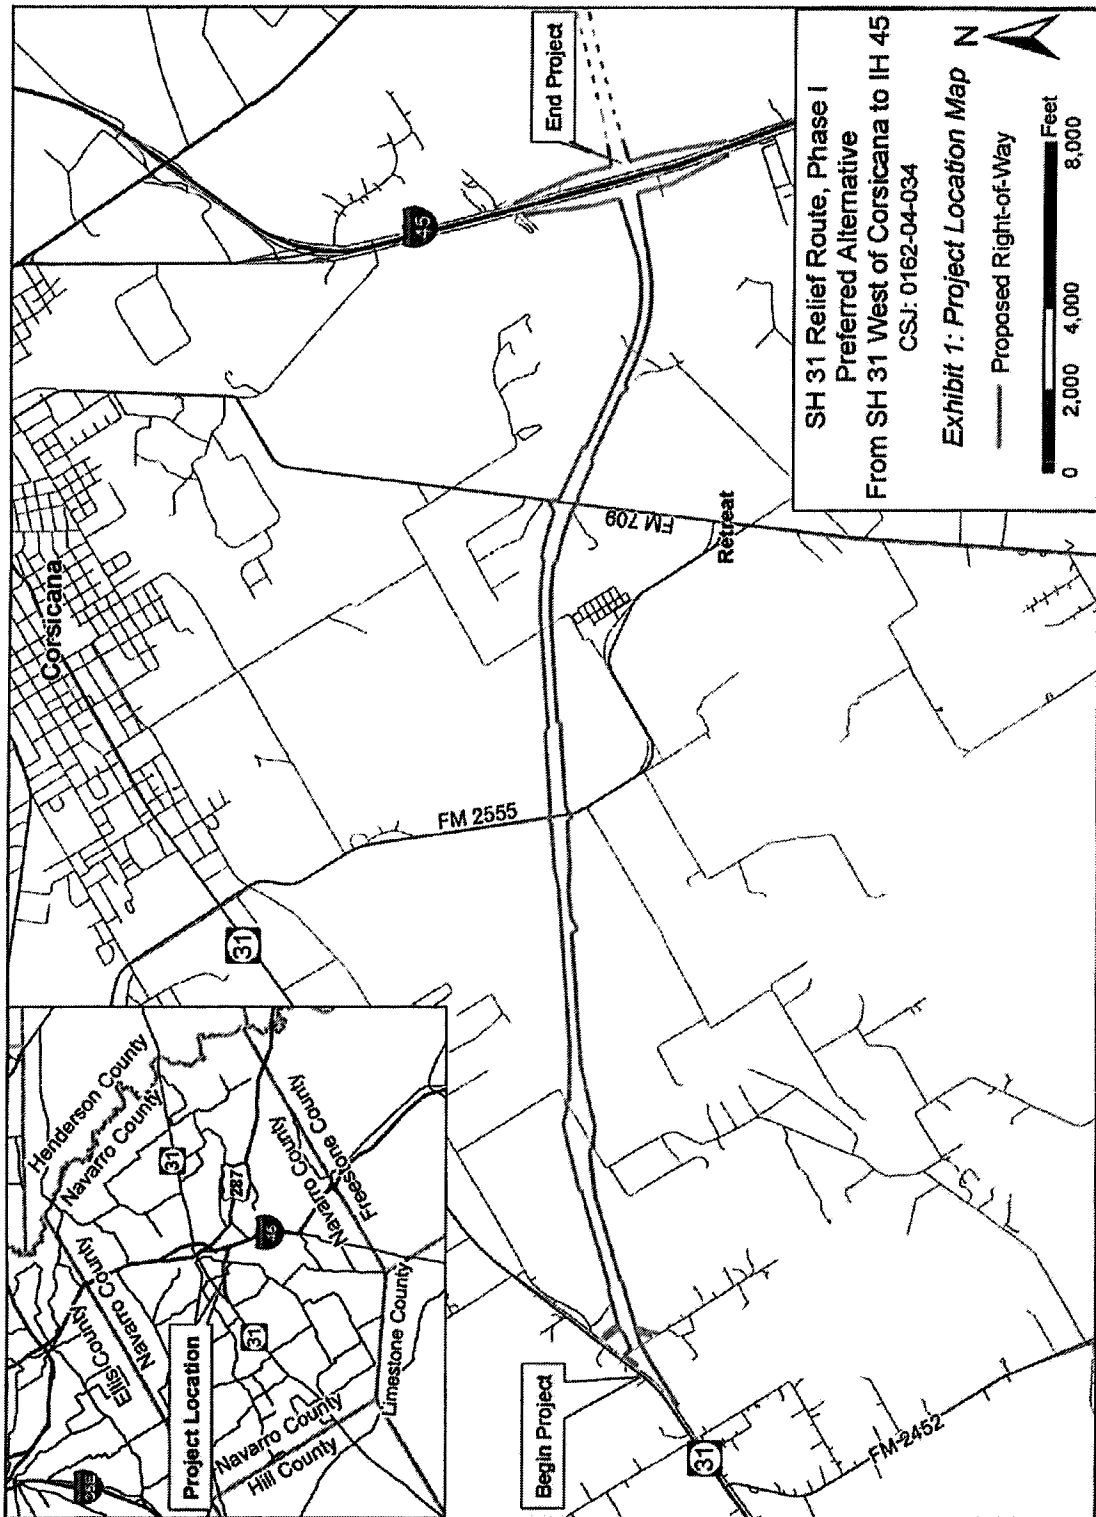 Henderson County
Navarro County
Ellis County
Navarro County
31
287
45
Project Location
31
Navarro County
Freestone County
Navarro County
Hill County
Limestone County
Corsicana
31
FM 2555
45
End Project
FM 709
Retreat
Begin Project
31
FM 2452
SH 31 Relief Route, Phase I
Preferred Alternative
From SH 31 West of Corsicana to IH 45
CSJ: 0162-04-034
Exhibit 1: Project Location Map
N
Proposed Right-of-Way
Feet
0 2,000 4,000 8,000